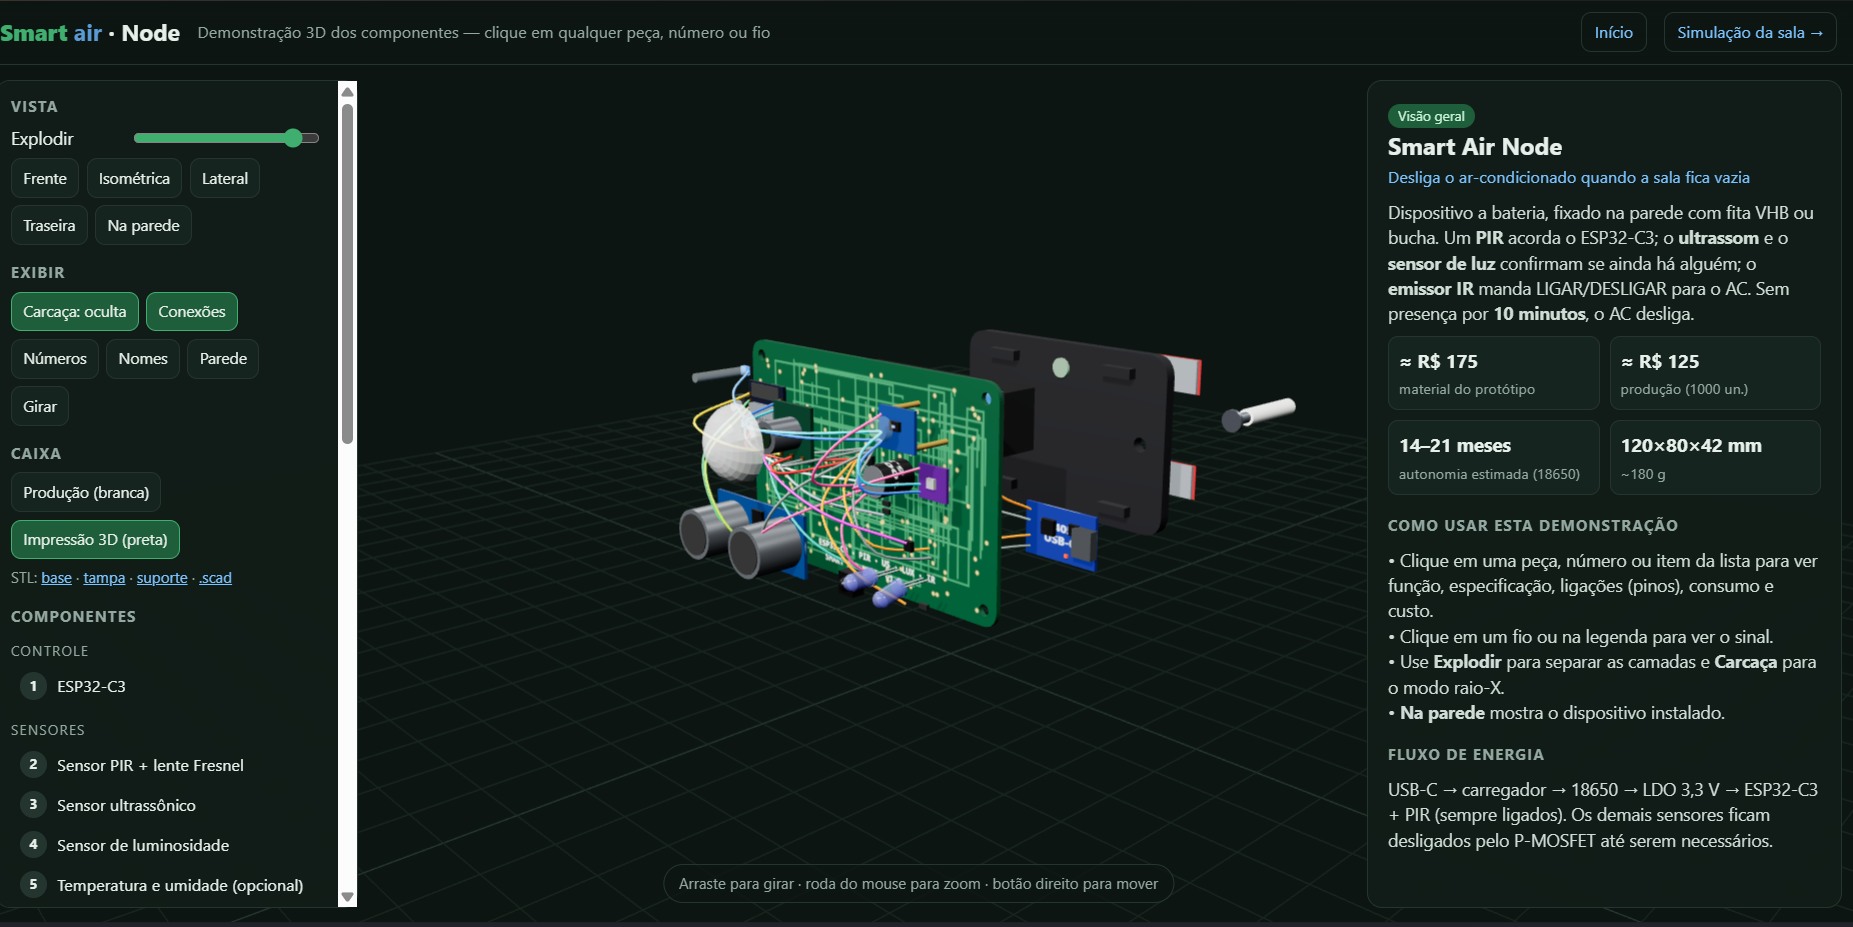 Smart air · Node
Demonstração 3D dos componentes — clique em qualquer peça, número ou fio
Início
Simulação da sala →
VISTA
Explodir
Frente
Isométrica
Lateral
Traseira
Na parede
EXIBIR
Carcaça: oculta
Conexões
Números
Nomes
Parede
Girar
CAIXA
Produção (branca)
Impressão 3D (preta)
STL: base · tampa · suporte · .scad
COMPONENTES
CONTROLE
1 ESP32-C3
SENSORES
2 Sensor PIR + lente Fresnel
3 Sensor ultrassônico
4 Sensor de luminosidade
5 Temperatura e umidade (opcional)
PIR
Arraste para girar · roda do mouse para zoom · botão direito para mover
Visão geral
Smart Air Node
Desliga o ar-condicionado quando a sala fica vazia
Dispositivo a bateria, fixado na parede com fita VHB ou
bucha. Um PIR acorda o ESP32-C3; o ultrassom e o
sensor de luz confirmam se ainda há alguém; o
emissor IR manda LIGAR/DESLIGAR para o AC. Sem
presença por 10 minutos, o AC desliga.
≈ R$ 175
material do protótipo
≈ R$ 125
produção (1000 un.)
14–21 meses
autonomia estimada (18650)
120×80×42 mm
~180 g
COMO USAR ESTA DEMONSTRAÇÃO
• Clique em uma peça, número ou item da lista para ver
função, especificação, ligações (pinos), consumo e
custo.
• Clique em um fio ou na legenda para ver o sinal.
• Use Explodir para separar as camadas e Carcaça para
o modo raio-X.
• Na parede mostra o dispositivo instalado.
FLUXO DE ENERGIA
USB-C → carregador → 18650 → LDO 3,3 V → ESP32-C3
+ PIR (sempre ligados). Os demais sensores ficam
desligados pelo P-MOSFET até serem necessários.